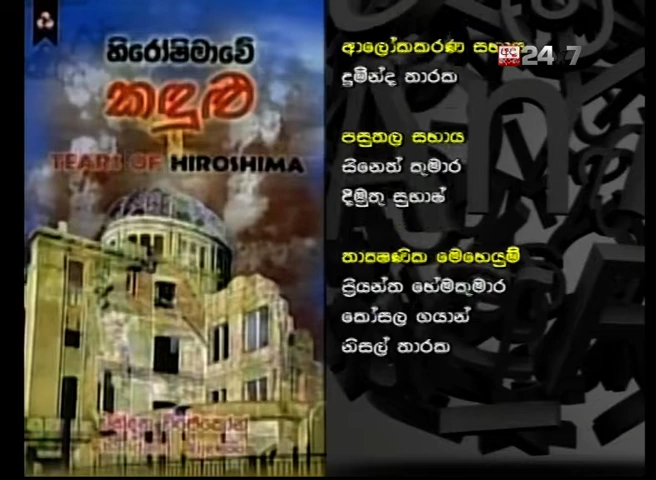 හිරෝෂිමාවේ
කඳුළු
TEARS OF HIROSHIMA
ආලෝකකරණ
24 7
දුමින්ද තාරක
පසුතල සහාය
සිනෙත් කුමාර
දිමුතු සුභාෂ්
තාක්‍ෂණික මෙහෙයුම්
ප්‍රියන්ත හේමකුමාර
කෝසල ගයාන්
නිසල් තාරක